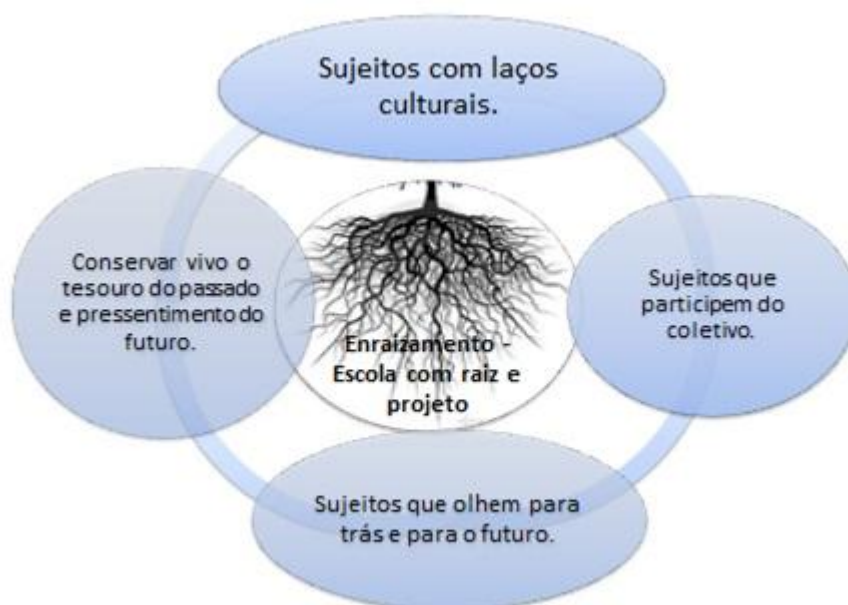 Sujeitos com laços
culturais.
Conservar vivo o
tesouro do passado
e pressentimento do
futuro.
Sujeitos que
participem do
coletivo.
Enraizamento -
Escola com raiz e
projeto
Sujeitos que olhem para
trás e para o futuro.